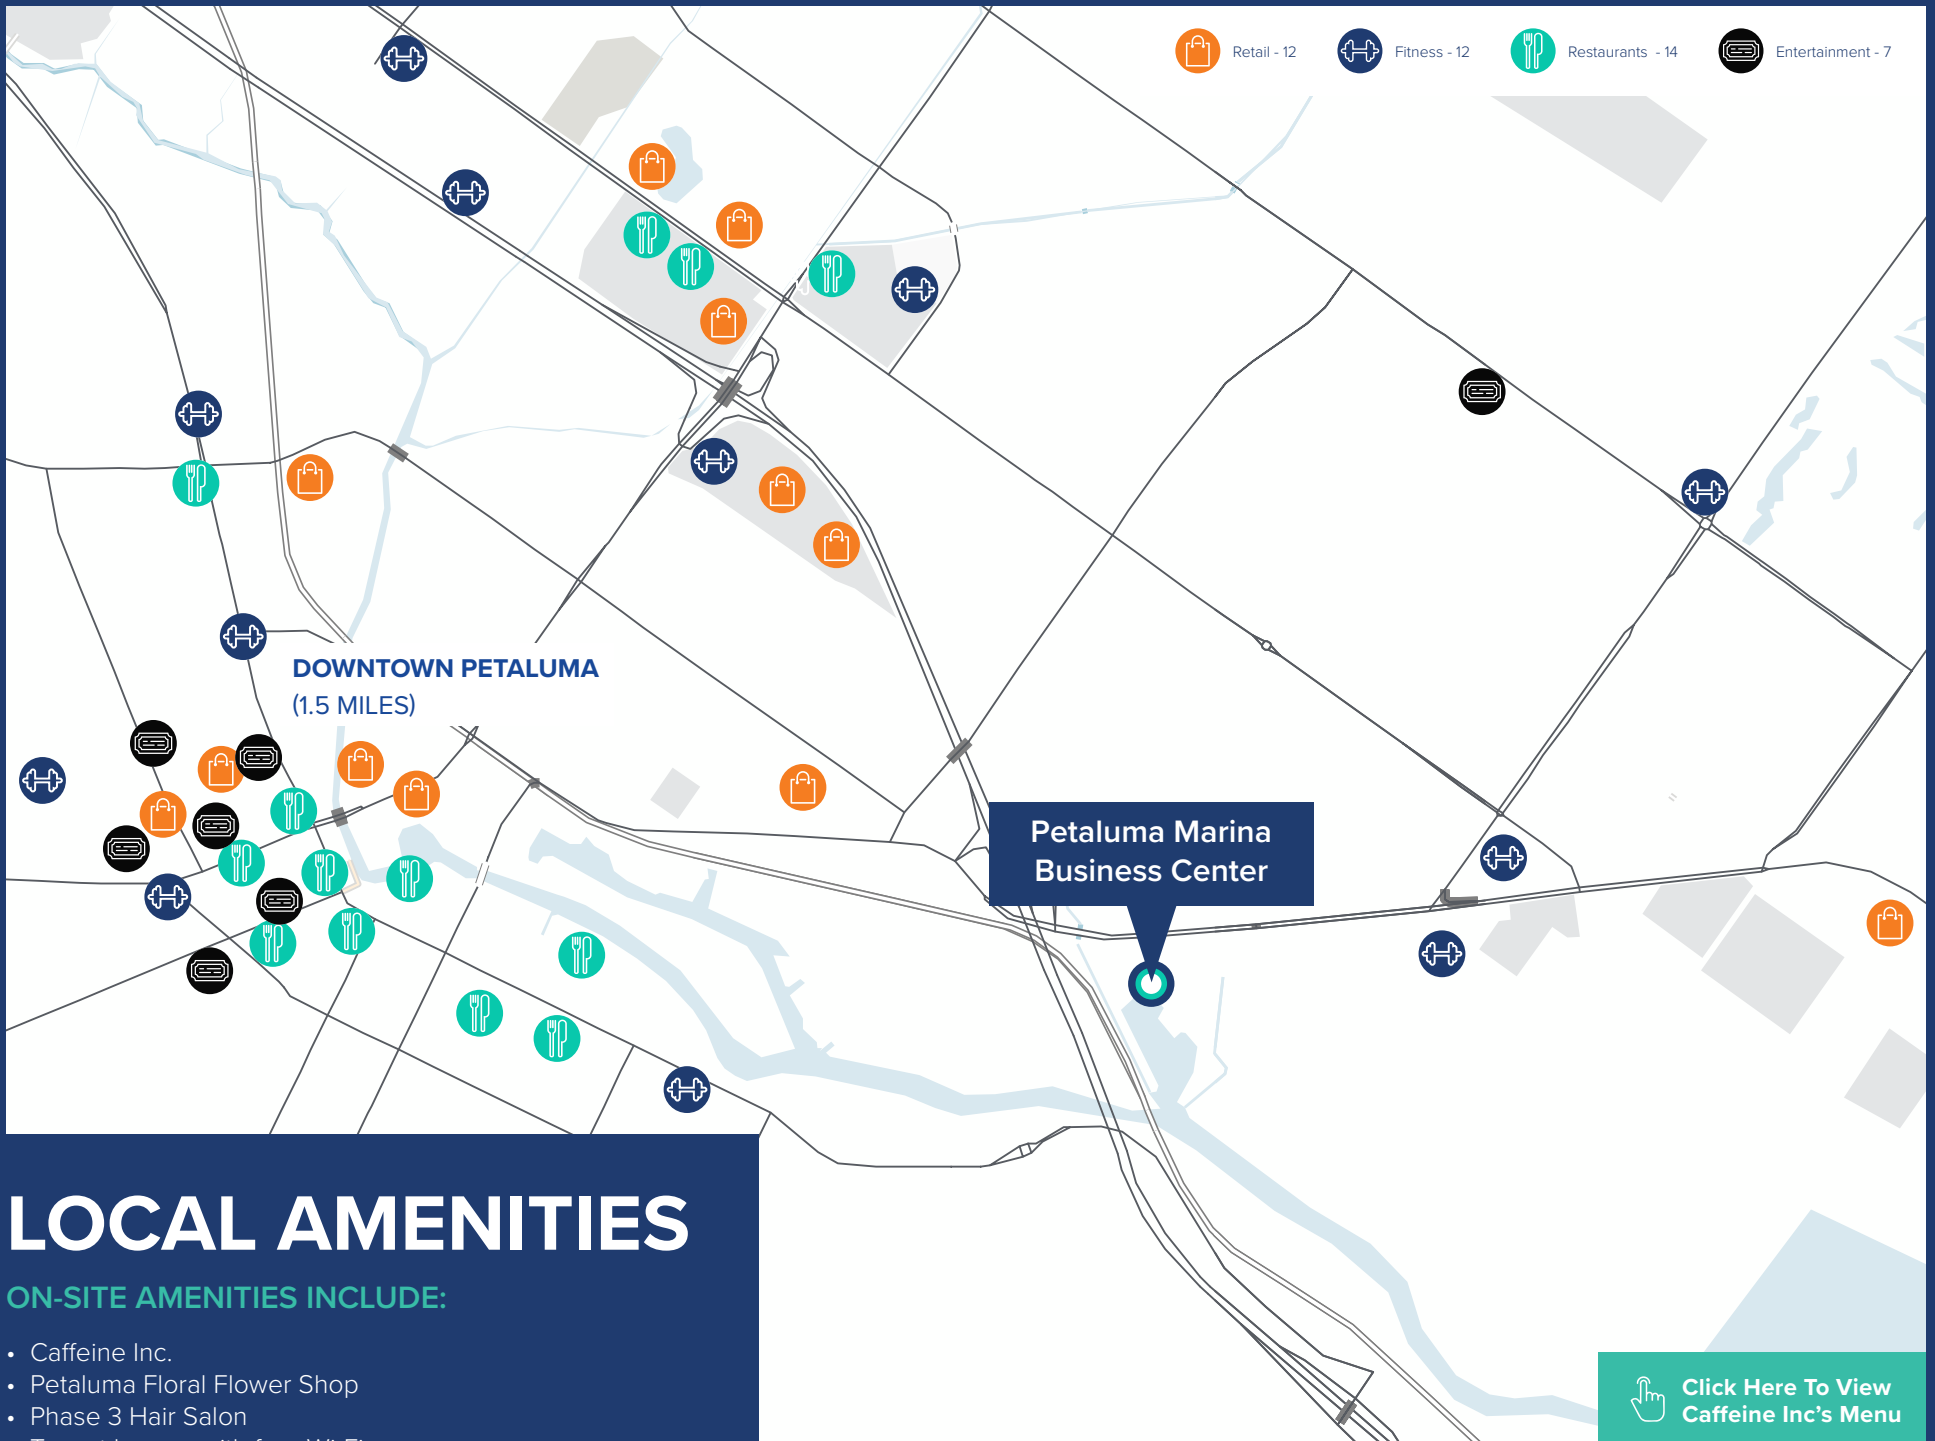 Retail - 12
Fitness - 12
Restaurants - 14
Entertainment - 7
DOWNTOWN PETALUMA
(1.5 MILES)
Petaluma Marina
Business Center
LOCAL AMENITIES
ON-SITE AMENITIES INCLUDE:
• Caffeine Inc.
• Petaluma Floral Flower Shop
• Phase 3 Hair Salon
Click Here To View
Caffeine Inc's Menu